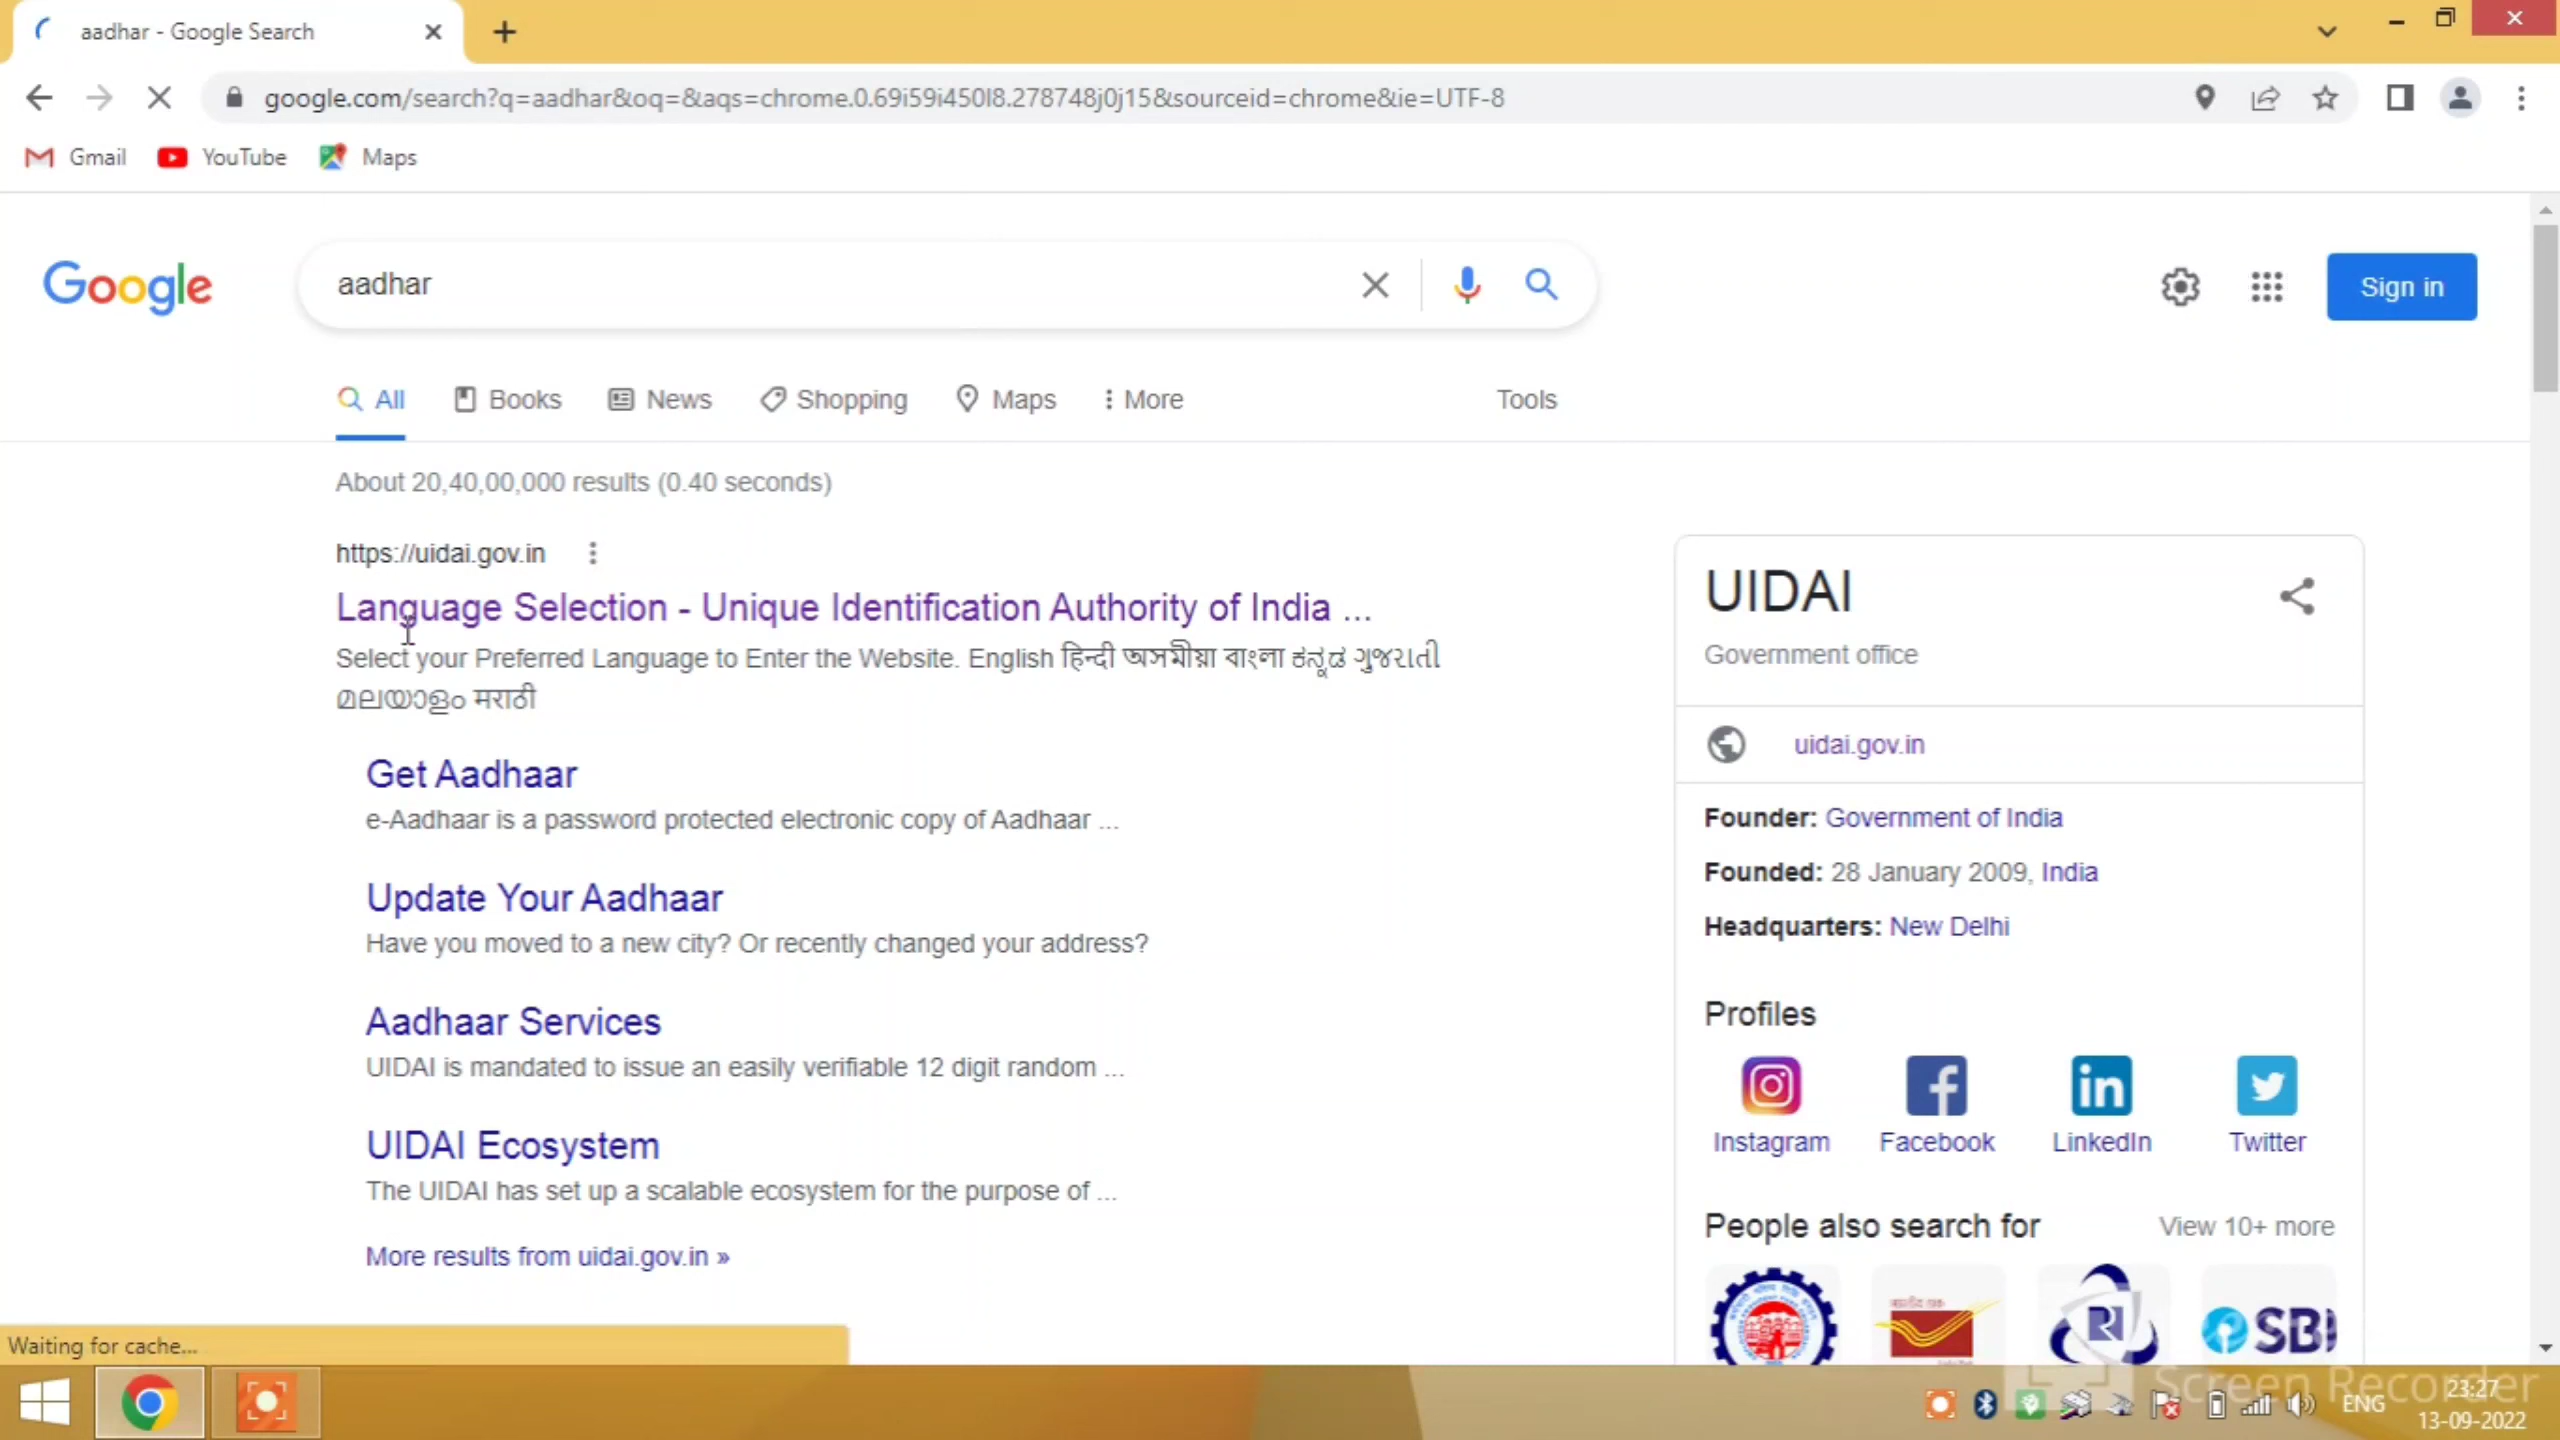 aadhar - Google Search
google.com/search?q=aadhar&oq=&aqs=chrome.0.69i59i450l8.278748j0j15&sourceid=chrome&ie=UTF-8
Gmail YouTube Maps
Google aadhar Sign in
All Books News Shopping Maps More Tools
About 20,40,00,000 results (0.40 seconds)
https://uidai.gov.in
Language Selection - Unique Identification Authority of India ...
Select your Preferred Language to Enter the Website. English हिन्दी অসমীয়া বাংলা ಕನ್ನಡ ગુજરાતી
മലയാളം मराठी
Get Aadhaar
e-Aadhaar is a password protected electronic copy of Aadhaar ...
Update Your Aadhaar
Have you moved to a new city? Or recently changed your address?
Aadhaar Services
UIDAI is mandated to issue an easily verifiable 12 digit random ...
UIDAI Ecosystem
The UIDAI has set up a scalable ecosystem for the purpose of ...
More results from uidai.gov.in »
UIDAI
Government office
uidai.gov.in
Founder: Government of India
Founded: 28 January 2009, India
Headquarters: New Delhi
Profiles
Instagram Facebook LinkedIn Twitter
People also search for View 10+ more
SBI
Waiting for cache...
Screen Recorder
ENG 23:27
13-09-2022